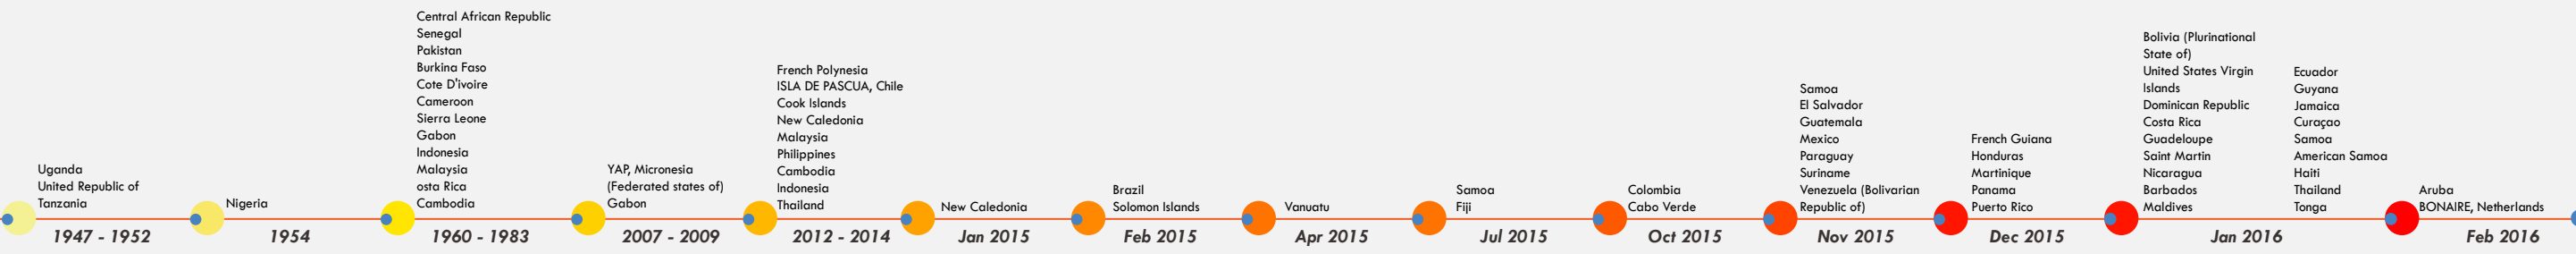 Uganda
United Republic of
Tanzania
1947 - 1952
Nigeria
1954
Central African Republic
Senegal
Pakistan
Burkina Faso
Cote D'ivoire
Cameroon
Sierra Leone
Gabon
Indonesia
Malaysia
osta Rica
Cambodia
1960 - 1983
YAP, Micronesia
(Federated states of)
Gabon
2007 - 2009
French Polynesia
ISLA DE PASCUA, Chile
Cook Islands
New Caledonia
Malaysia
Philippines
Cambodia
Indonesia
Thailand
2012 - 2014
New Caledonia
Jan 2015
Brazil
Solomon Islands
Feb 2015
Vanuatu
Apr 2015
Samoa
Fiji
Jul 2015
Colombia
Cabo Verde
Oct 2015
Samoa
El Salvador
Guatemala
Mexico
Paraguay
Suriname
Venezuela (Bolivarian
Republic of)
Nov 2015
French Guiana
Honduras
Martinique
Panama
Puerto Rico
Dec 2015
Bolivia (Plurinational
State of)
United States Virgin
Islands
Dominican Republic
Costa Rica
Guadeloupe
Saint Martin
Nicaragua
Barbados
Maldives
Ecuador
Guyana
Jamaica
Curaçao
Samoa
American Samoa
Haiti
Thailand
Tonga
Jan 2016
Aruba
BONAIRE, Netherlands
Feb 2016